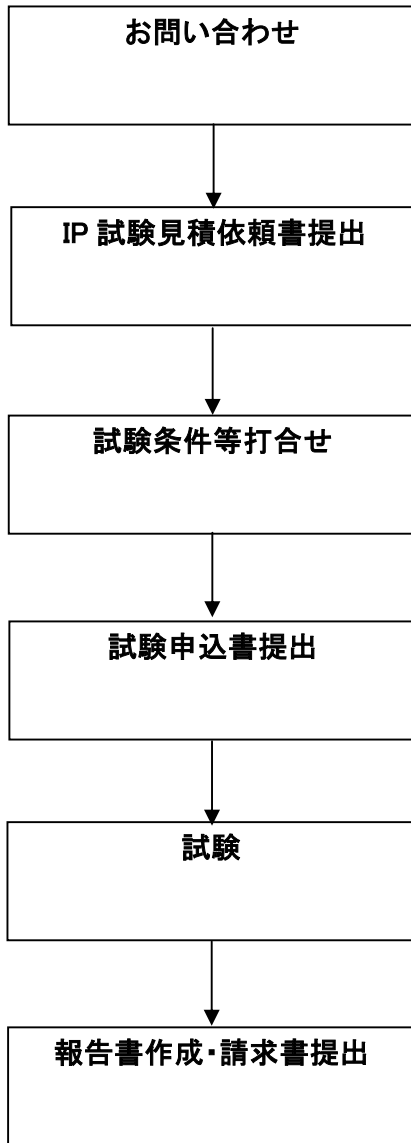 お問い合わせ
IP 試験見積依頼書提出
試験条件等打合せ
試験申込書提出
試験
報告書作成・請求書提出